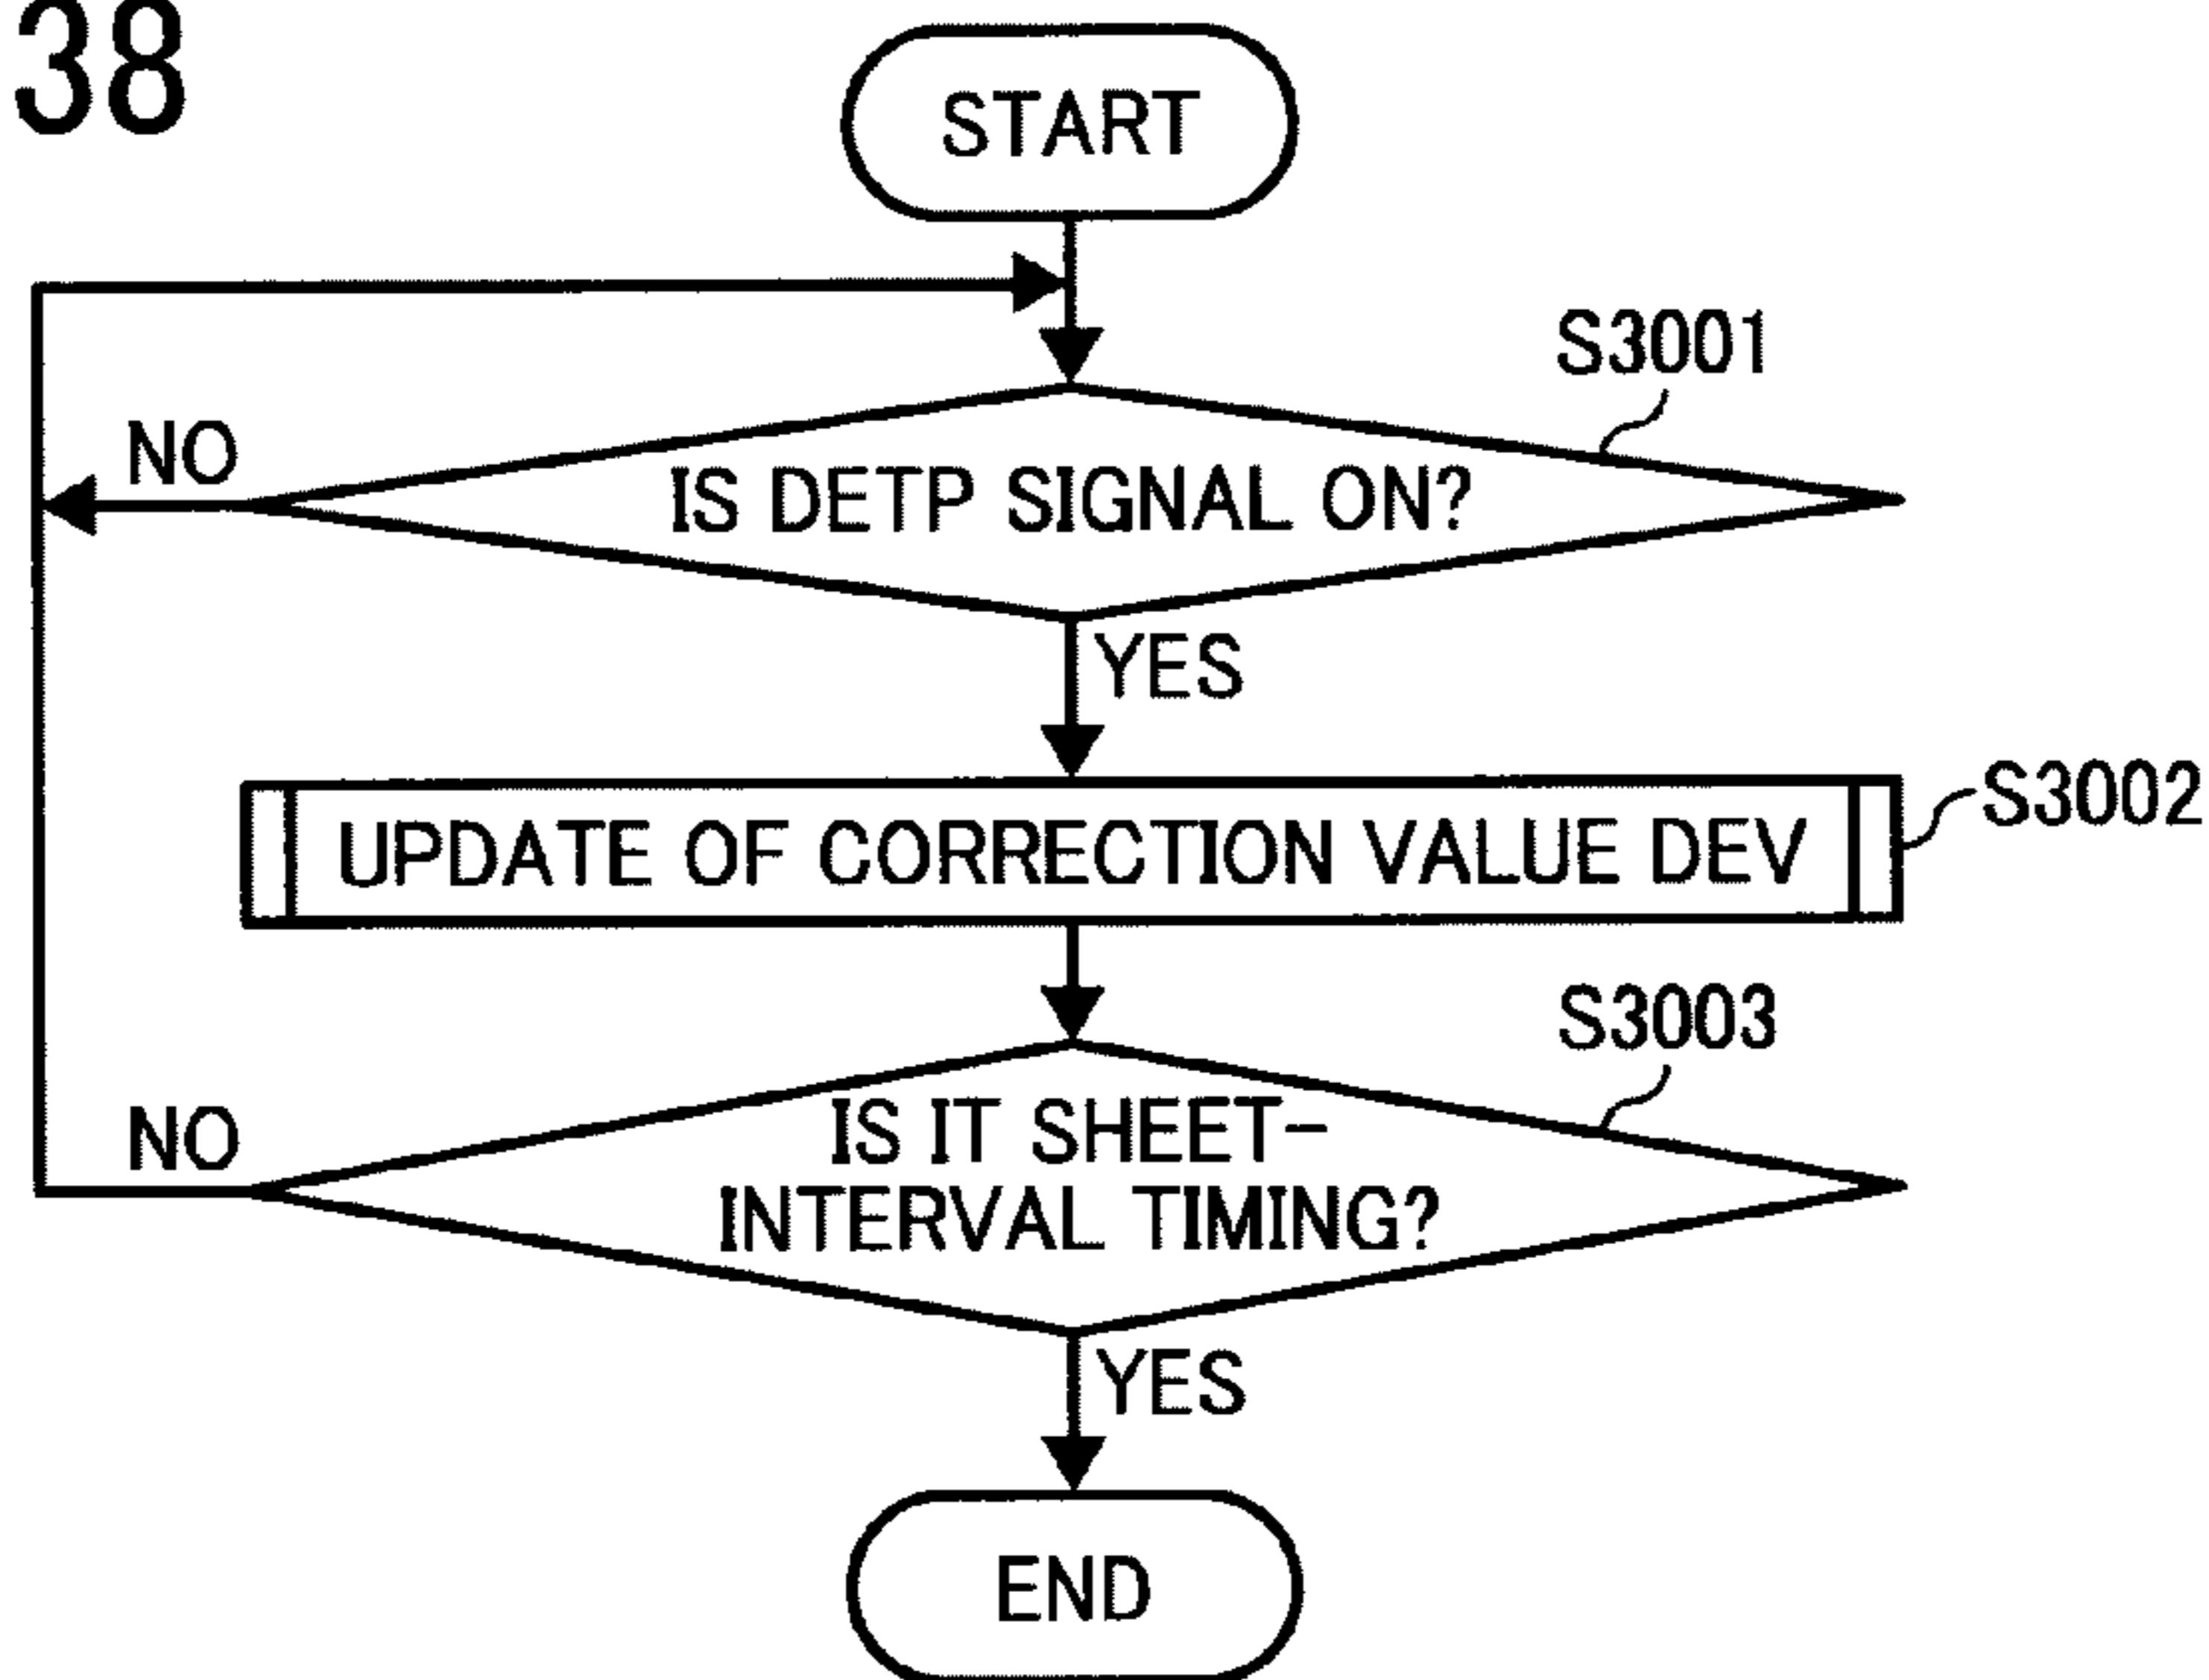 38
START
S3001
NO
IS DETP SIGNAL ON?
YES
S3002
UPDATE OF CORRECTION VALUE DEV
S3003
NO
IS IT SHEET-
INTERVAL TIMING?
YES
END